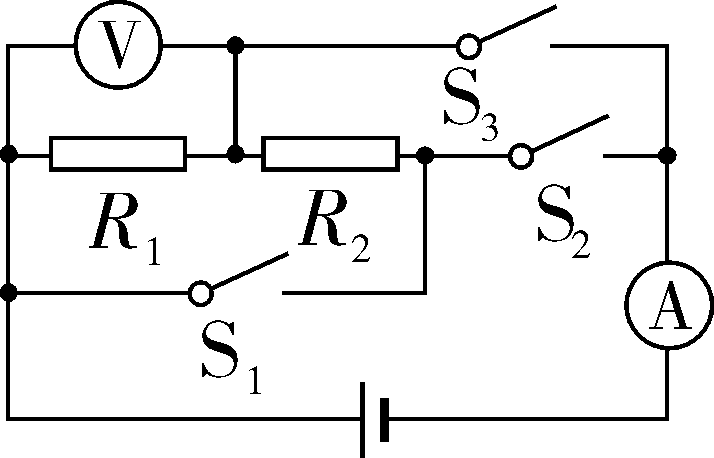 V
S₃
R₁
R₂
S₂
A
S₁